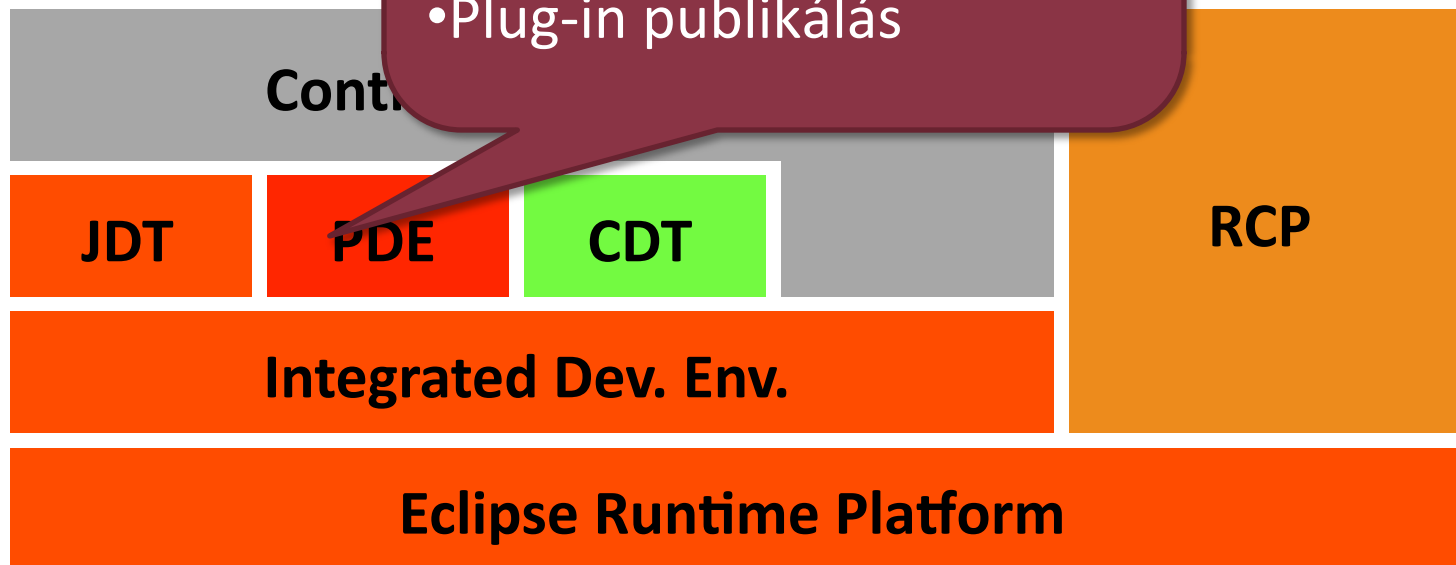 •Plug-in publikálás
JDT
PDE
CDT
RCP
Integrated Dev. Env.
Eclipse Runtime Platform